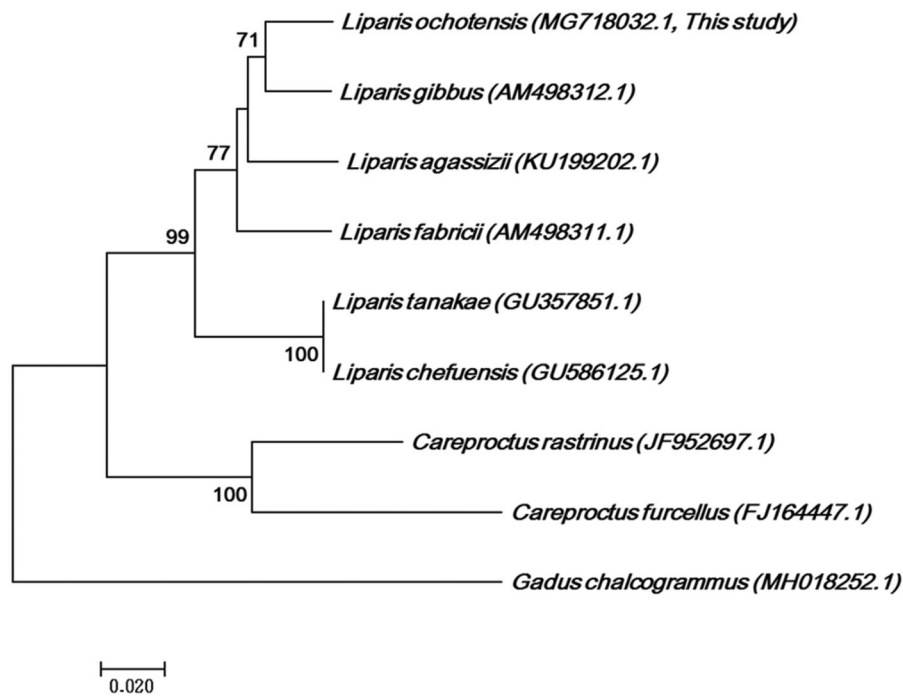 Liparis ochotensis (MG718032.1, This study)
71
Liparis gibbus (AM498312.1)
77
Liparis agassizii (KU199202.1)
99
Liparis fabricii (AM498311.1)
Liparis tanakae (GU357851.1)
100
Liparis chefuensis (GU586125.1)
Careproctus rastrinus (JF952697.1)
100
Careproctus furcellus (FJ164447.1)
Gadus chalcogrammus (MH018252.1)
0.020